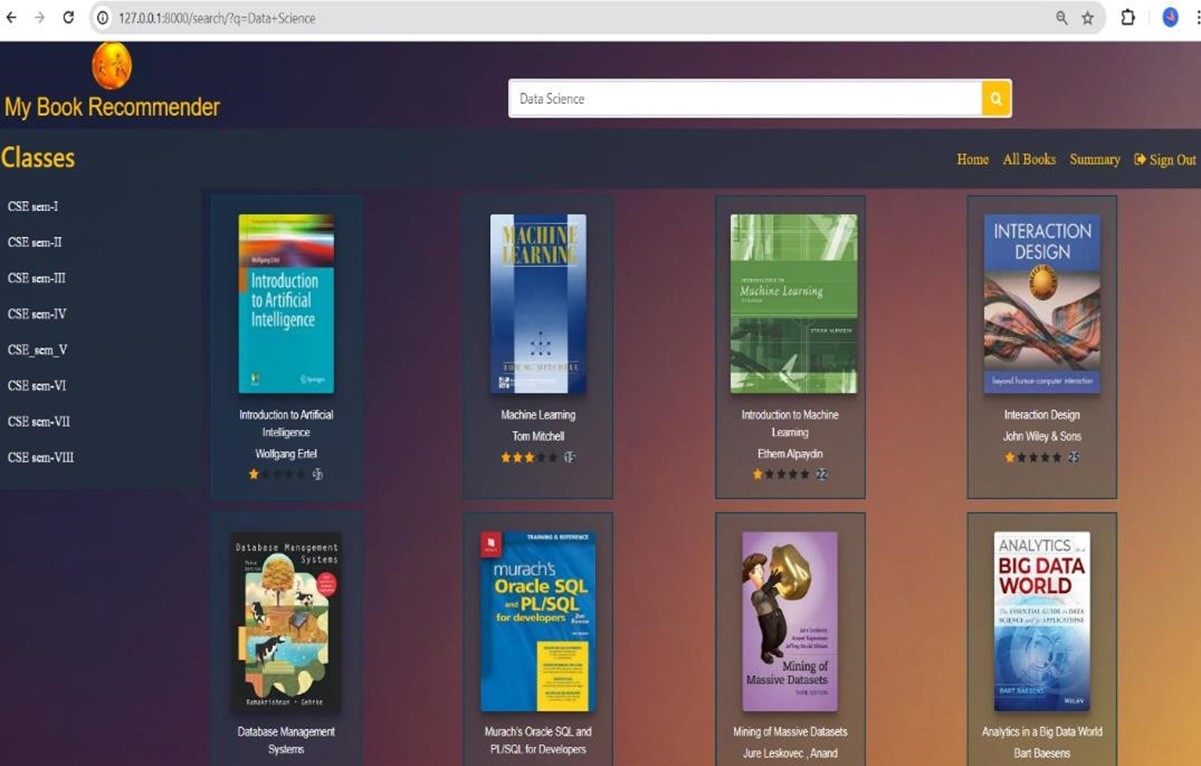 127.0.0.1:8000/search/?q=Data+Science
My Book Recommender
Data Science
Classes
Home All Books Summary Sign Out
CSE sem-I
CSE sem-II
CSE sem-III
CSE sem-IV
CSE_sem_V
CSE sem-VI
CSE sem-VII
CSE sem-VIII
Wolfgang Ertel
Introduction
to Artificial
Intelligence
Springer
Introduction to Artificial
Intelligence
Wolfgang Ertel
MACHINE
LEARNING
TOM M. MITCHELL
Machine Learning
Tom Mitchell
INTRODUCTION TO
Machine Learning
ETHEM ALPAYDIN
Introduction to Machine
Learning
Ethem Alpaydin
22
INTERACTION
DESIGN
beyond human-computer interaction
Interaction Design
John Wiley & Sons
25
Database Management
Systems
Third Edition
Ramakrishnan · Gehrke
Database Management
Systems
TRAINING & REFERENCE
murach's
Oracle SQL
and PL/SQL
for developers
2nd Edition
Murach's Oracle SQL and
PL/SQL for Developers
Mining of
Massive Datasets
THIRD EDITION
Mining of Massive Datasets
Jure Leskovec , Anand
ANALYTICS in a
BIG DATA
WORLD
The ESSENTIAL GUIDE to DATA
SCIENCE and its APPLICATIONS
BART BAESENS
WILEY
Analytics in a Big Data World
Bart Baesens